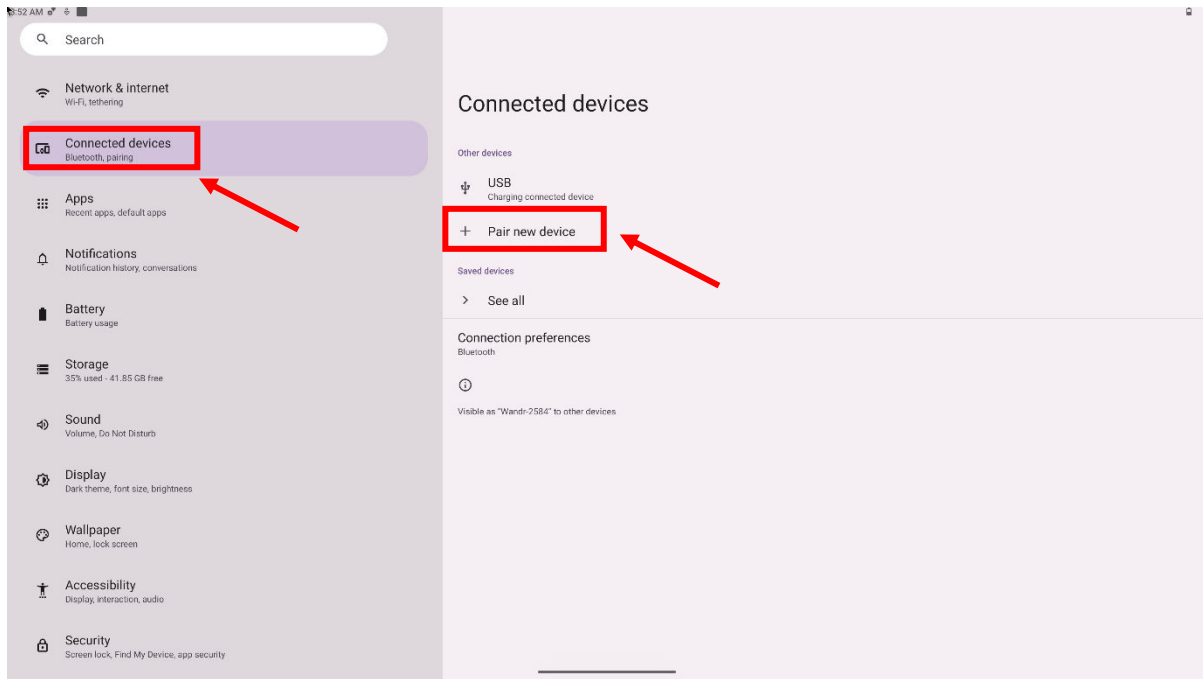 8:52 AM
Search
Network & internet
Wi-Fi, tethering
Connected devices
Bluetooth, pairing
Apps
Recent apps, default apps
Notifications
Notification history, conversations
Battery
Battery usage
Storage
35% used - 41.85 GB free
Sound
Volume, Do Not Disturb
Display
Dark theme, font size, brightness
Wallpaper
Home, lock screen
Accessibility
Display, interaction, audio
Security
Screen lock, Find My Device, app security
Connected devices
Other devices
USB
Charging connected device
Pair new device
Saved devices
See all
Connection preferences
Bluetooth
Visible as "Wandr-2584" to other devices